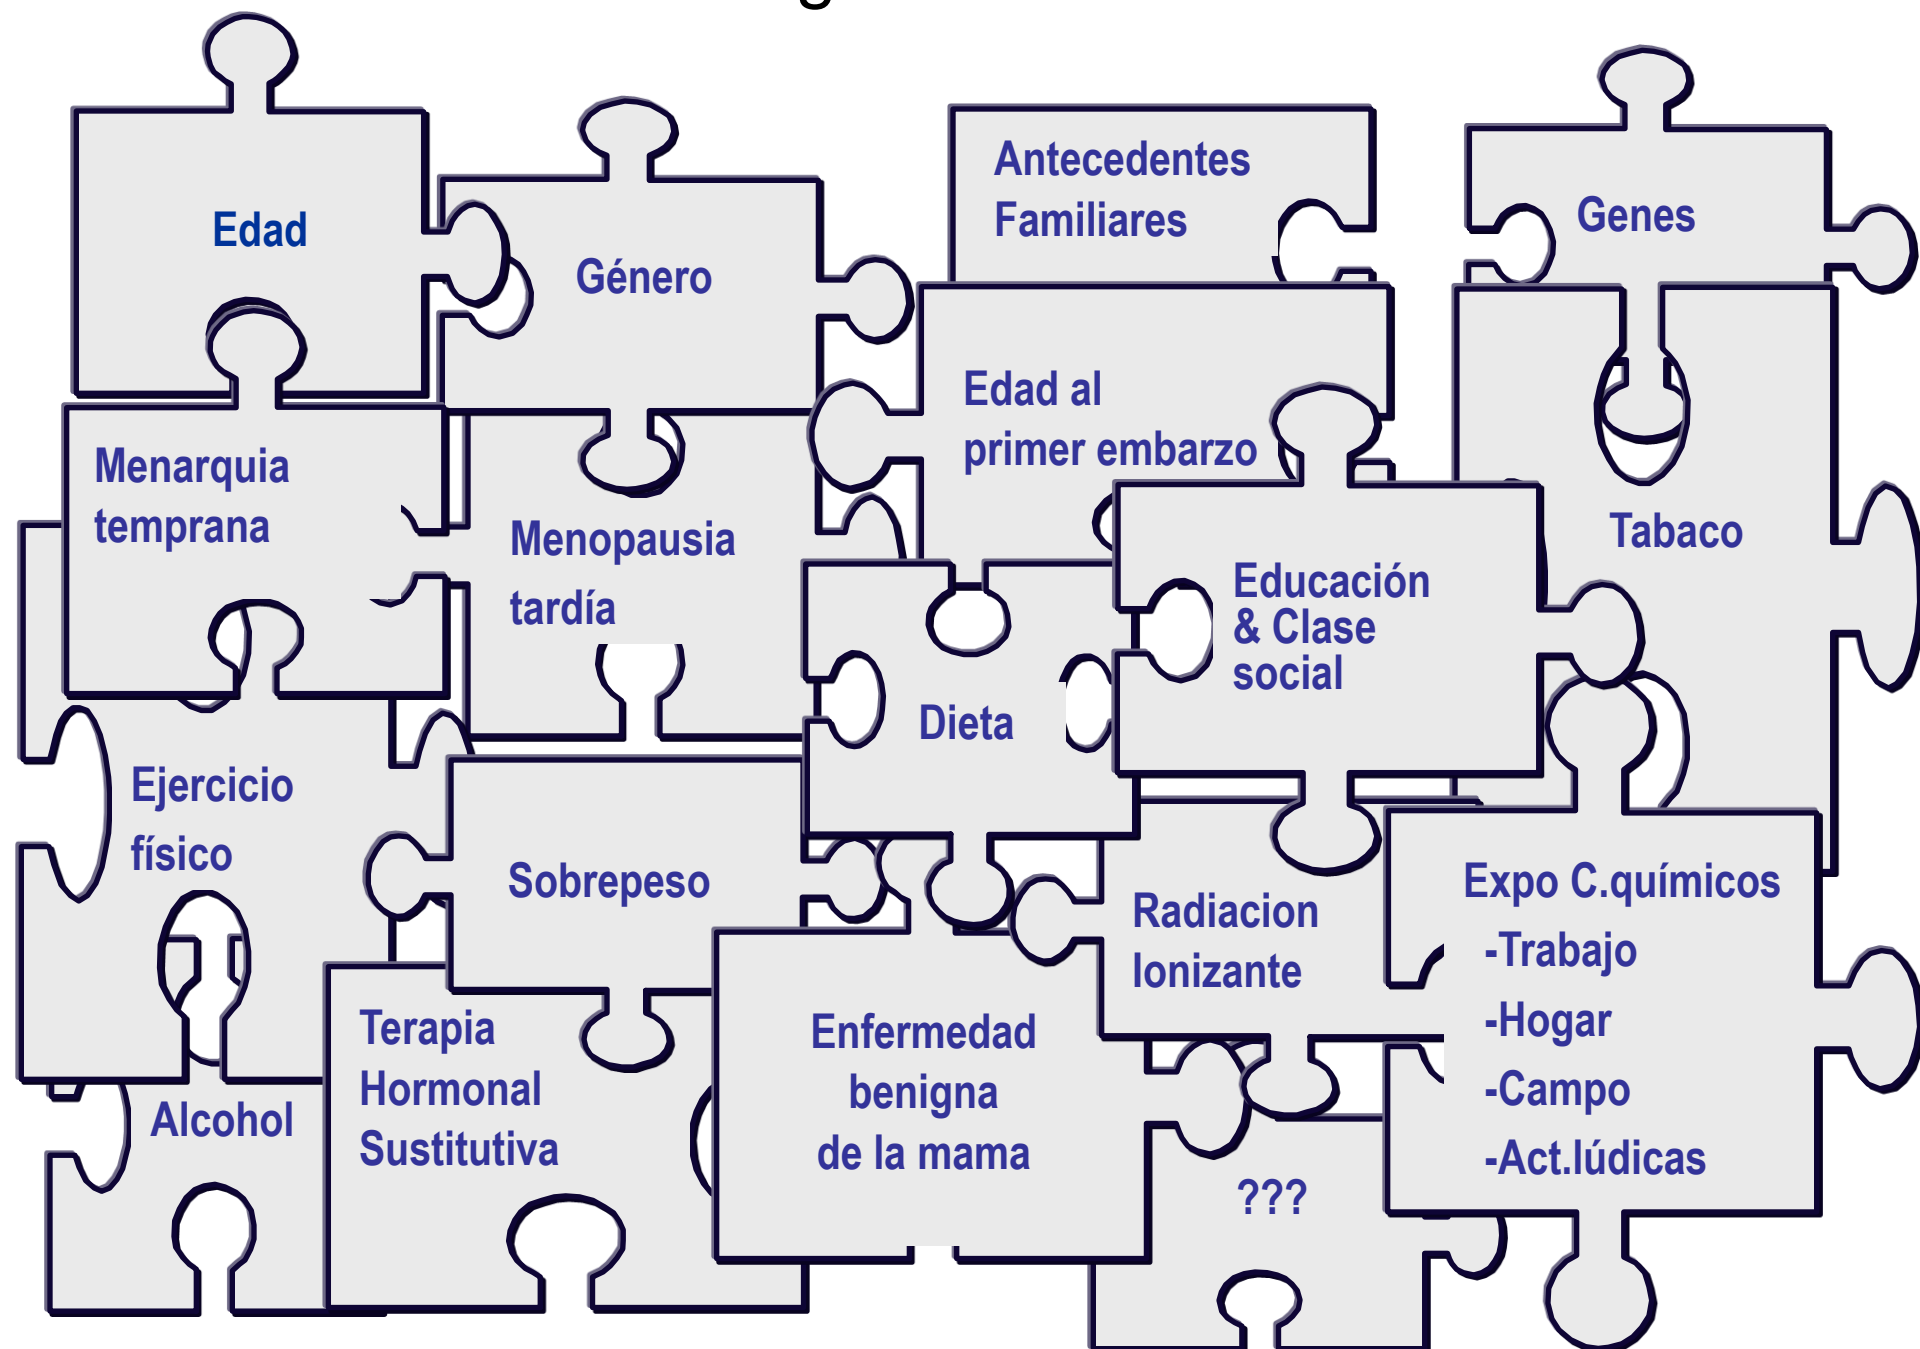 Edad
Género
Antecedentes
Familiares
Genes
Menarquia
temprana
Menopausia
tardía
Edad al
primer embarzo
Educación
& Clase
social
Tabaco
Ejercicio
físico
Sobrepeso
Dieta
Radiacion
Ionizante
Expo C.químicos
-Trabajo
-Hogar
-Campo
-Act.lúdicas
Alcohol
Terapia
Hormonal
Sustitutiva
Enfermedad
benigna
de la mama
???